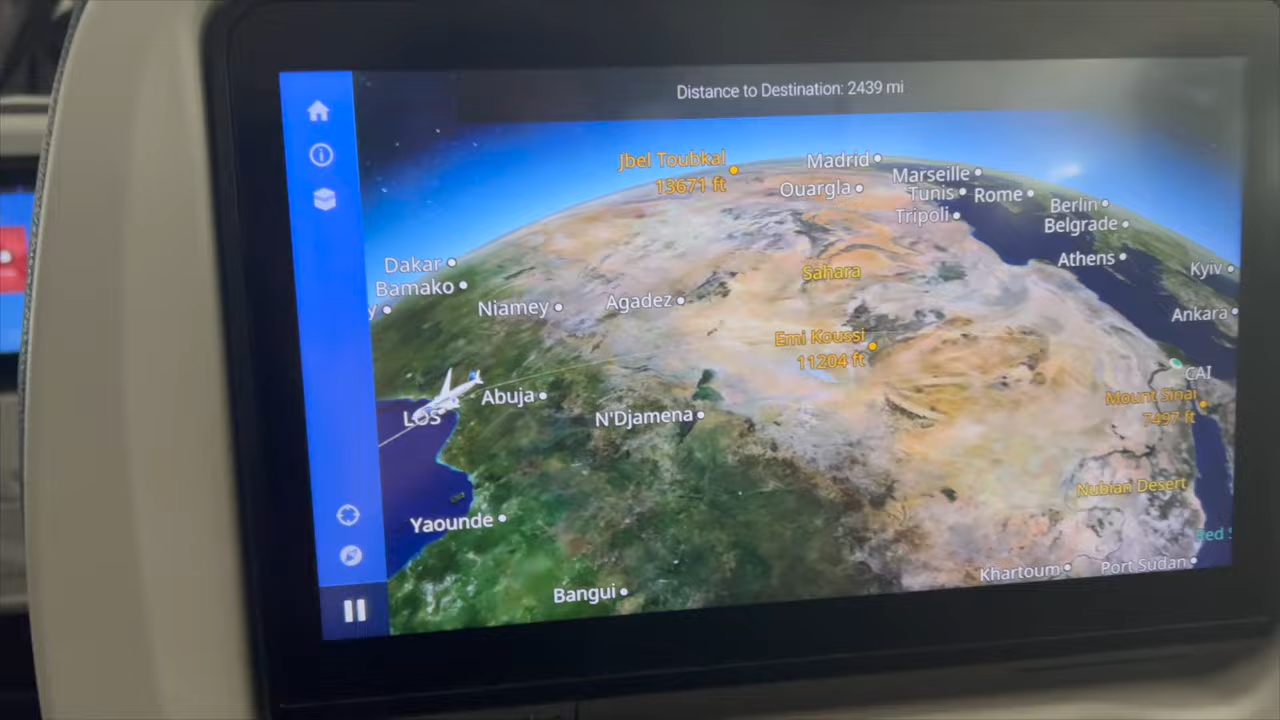 Distance to Destination: 2439 mi
Jbel Toubkal
13671 ft
Madrid
Marseille
Ouargla
Tunis
Rome
Tripoli
Berlin
Belgrade
Athens
Kyiv
Dakar
Bamako
y
Niamey
Agadez
Sahara
Ankara
Emi Koussi
11204 ft
CAI
Mount Sinai
7497 ft
LOS
Abuja
N'Djamena
Nubian Desert
Yaounde
Red S
Khartoum
Port Sudan
Bangui